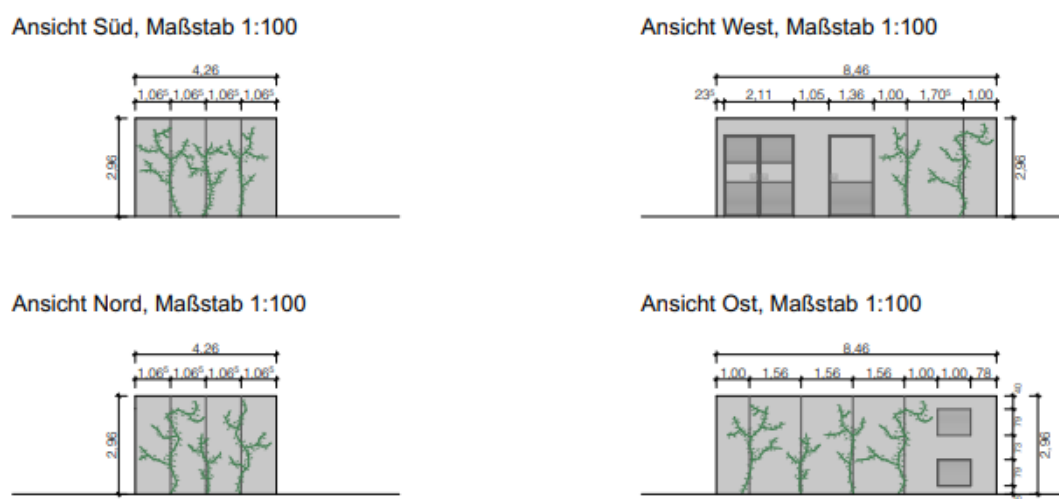 Ansicht Süd, Maßstab 1:100
4,26
1,06⁵ 1,06⁵ 1,06⁵ 1,06⁵
2,96
Ansicht West, Maßstab 1:100
8,46
23⁵ 2,11 1,05 1,36 1,00 1,70⁵ 1,00
2,96
Ansicht Nord, Maßstab 1:100
4,26
1,06⁵ 1,06⁵ 1,06⁵ 1,06⁵
2,96
Ansicht Ost, Maßstab 1:100
8,46
1,00 1,56 1,56 1,56 1,00 1,00 78
40
79
73
79
2,96